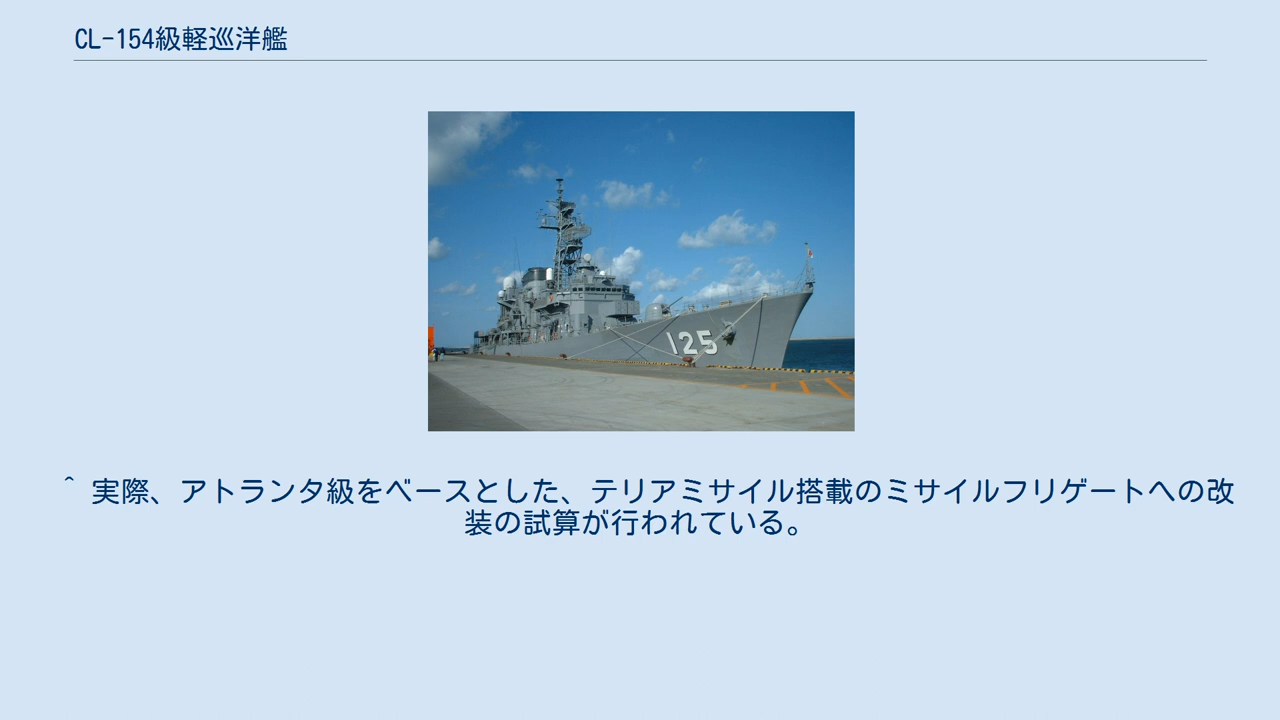 CL-154級軽巡洋艦
125
^ 実際、アトランタ級をベースとした、テリアミサイル搭載のミサイルフリゲートへの改
装の試算が行われている。